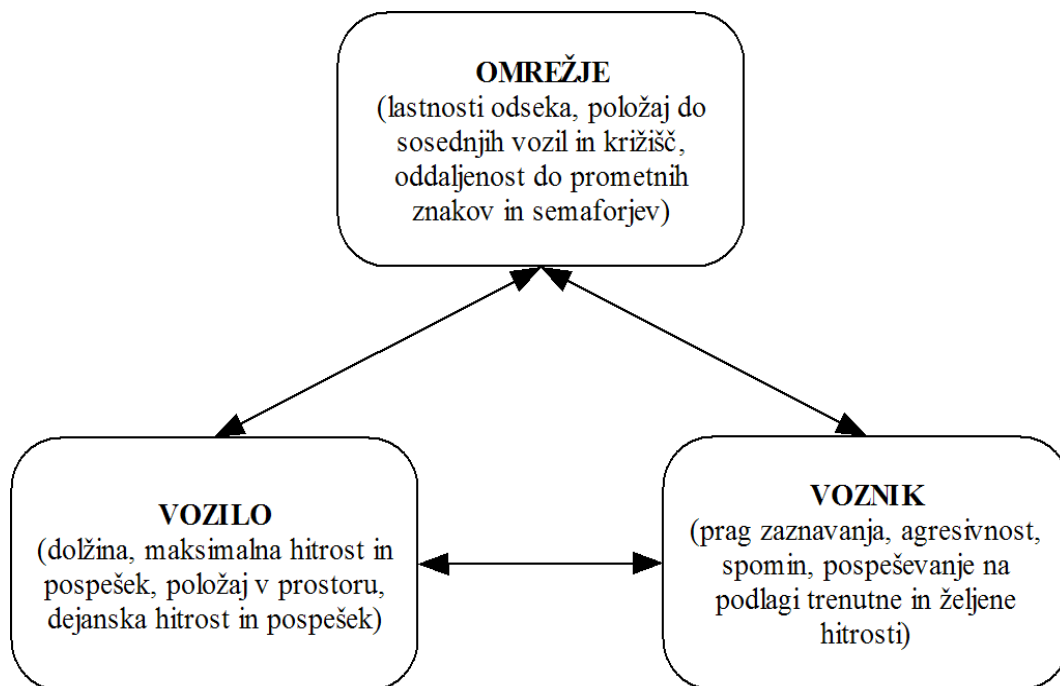 OMREŽJE
(lastnosti odseka, položaj do
sosednjih vozil in križišč,
oddaljenost do prometnih
znakov in semaforjev)
VOZILO
(dolžina, maksimalna hitrost in
pospešek, položaj v prostoru,
dejanska hitrost in pospešek)
VOZNIK
(prag zaznavanja, agresivnost,
spomin, pospeševanje na
podlagi trenutne in željene
hitrosti)